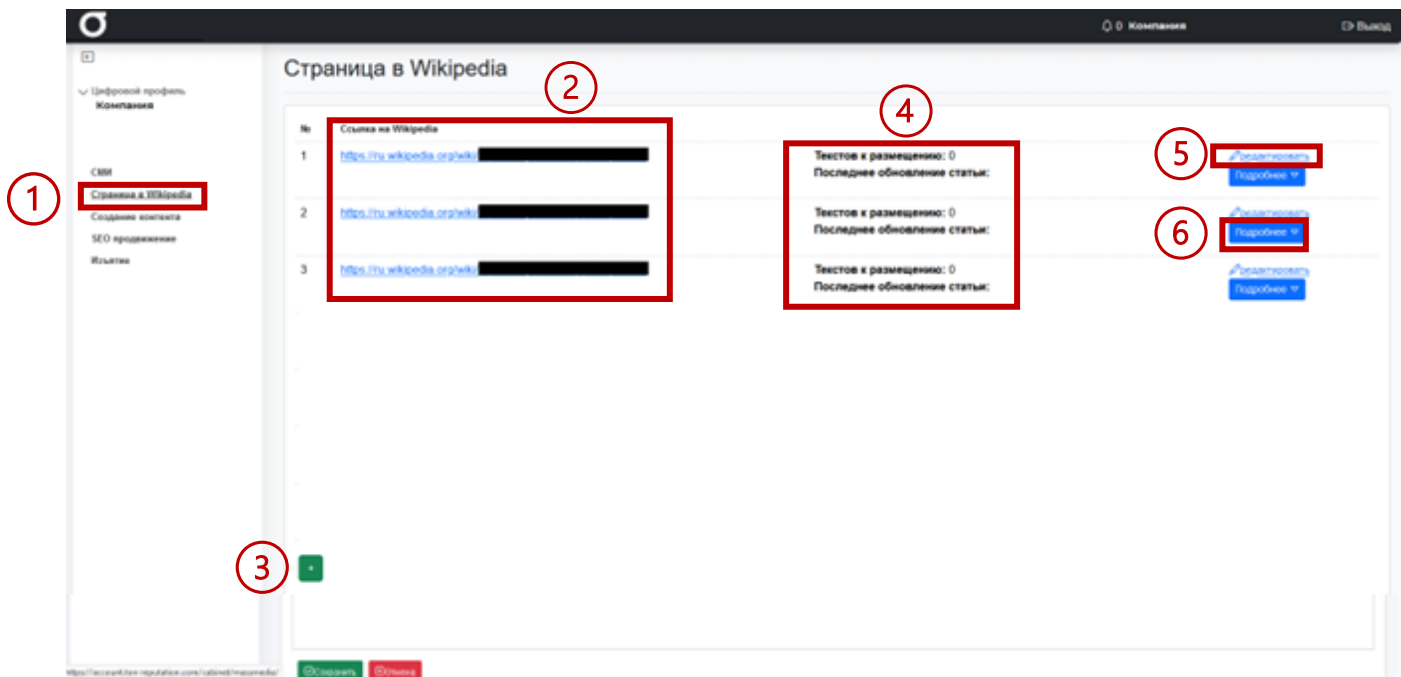 0 Компания Выход
Цифровой профиль
Компания
Страница в Wikipedia
2
4
№ Ссылка на Wikipedia
1 https://ru.wikipedia.org/wiki/ Текстов к размещению: 0 5 редактировать
Последнее обновление статьи: Подробнее
СМИ
1 Страница в Wikipedia
Создание контента
SEO продвижение
Изъятие
2 https://ru.wikipedia.org/wiki/ Текстов к размещению: 0 редактировать
Последнее обновление статьи: 6 Подробнее
3 https://ru.wikipedia.org/wiki/ Текстов к размещению: 0 редактировать
Последнее обновление статьи: Подробнее
3 +
Сохранить Отмена